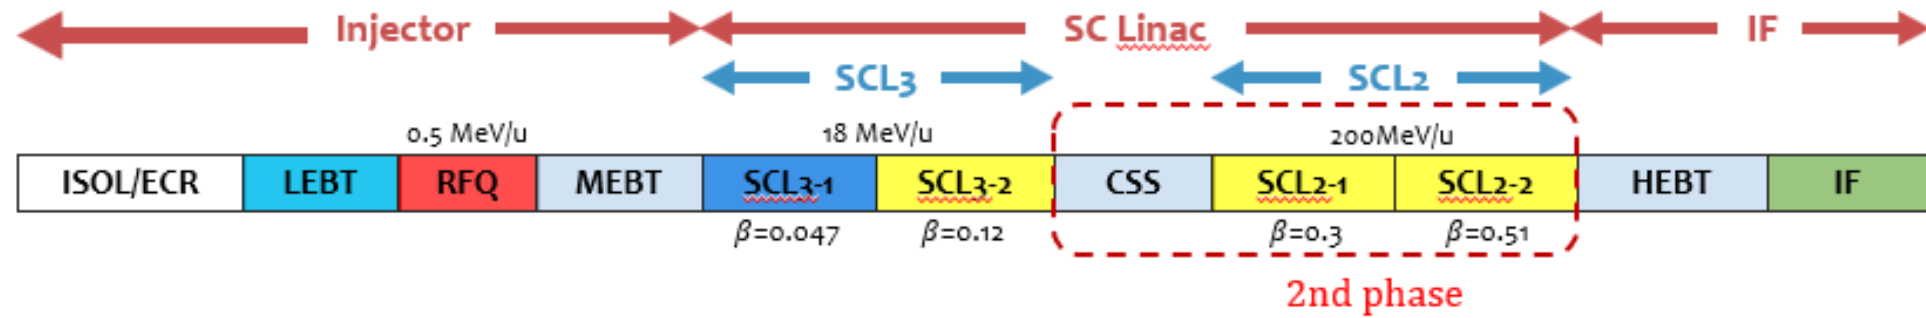 Injector SC Linac IF
SCL3 SCL2
0.5 MeV/u 18 MeV/u 200MeV/u
ISOL/ECR LEBT RFQ MEBT SCL3-1 SCL3-2 CSS SCL2-1 SCL2-2 HEBT IF
β=0.047 β=0.12 β=0.3 β=0.51
2nd phase